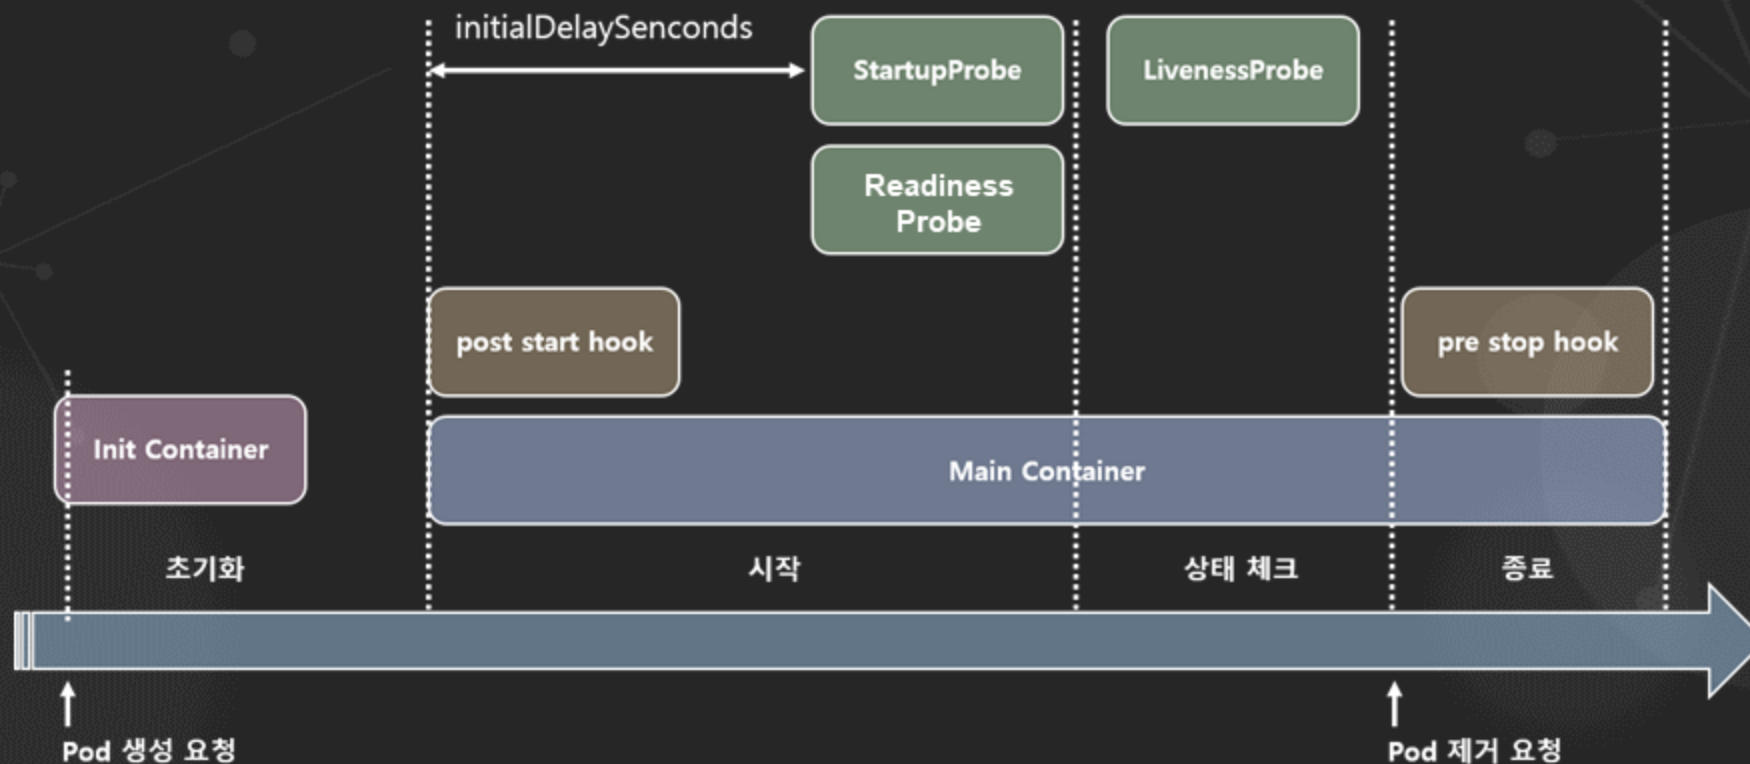 initialDelaySenconds
StartupProbe
LivenessProbe
Readiness
Probe
post start hook
pre stop hook
Init Container
Main Container
초기화
시작
상태 체크
종료
Pod 생성 요청
Pod 제거 요청